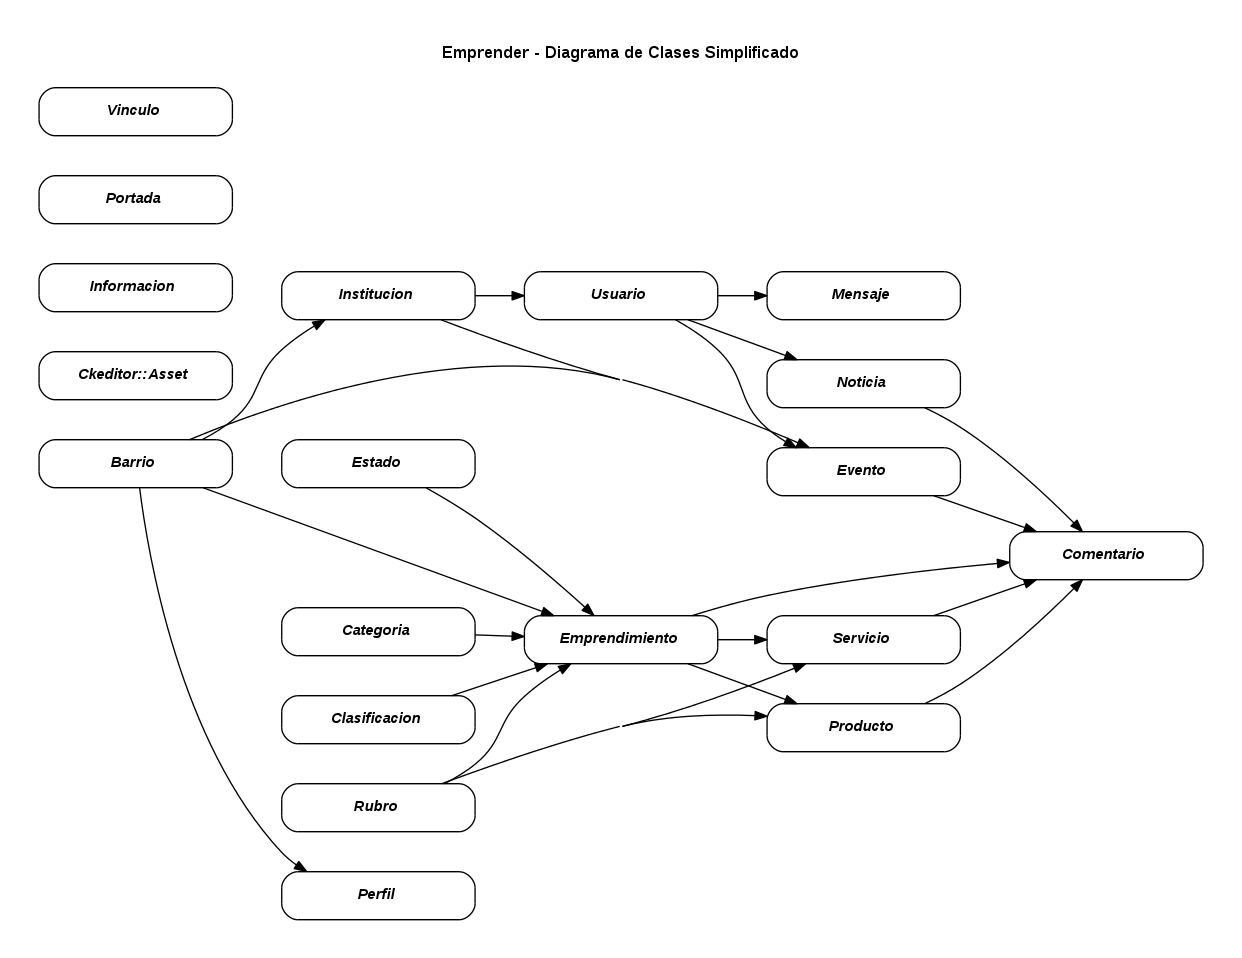 Emprender - Diagrama de Clases Simplificado
Vinculo
Portada
Informacion
Ckeditor::Asset
Institucion
Usuario
Mensaje
Noticia
Barrio
Estado
Evento
Comentario
Categoria
Emprendimiento
Servicio
Clasificacion
Producto
Rubro
Perfil